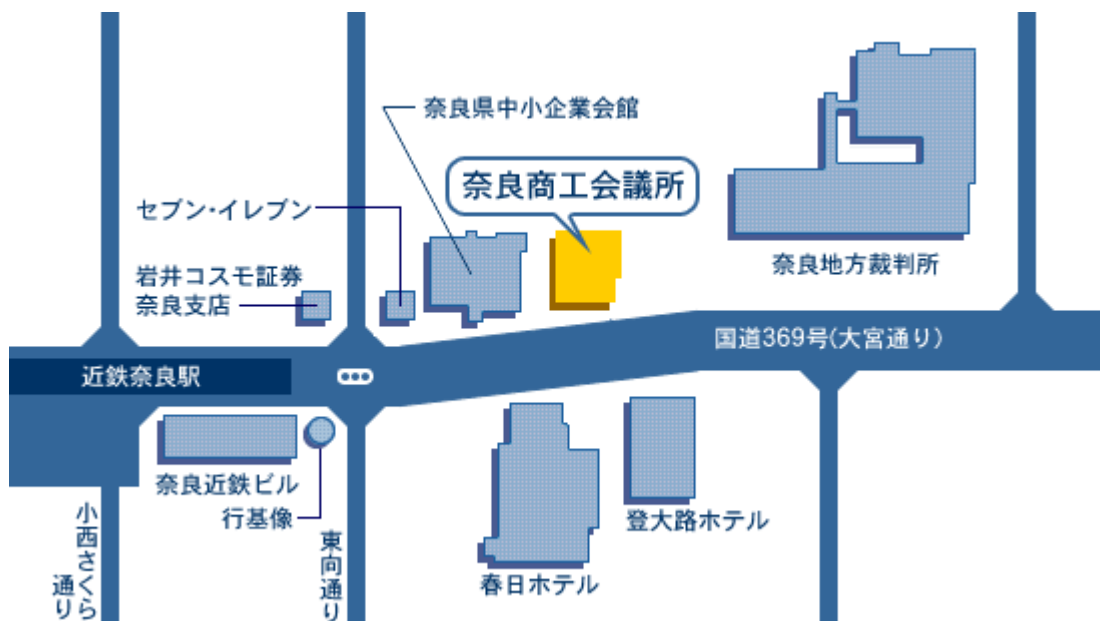 奈良県中小企業会館
奈良商工会議所
セブン・イレブン
奈良地方裁判所
岩井コスモ証券
奈良支店
国道369号(大宮通り)
近鉄奈良駅
奈良近鉄ビル
行基像
小西さくら
通り
東向通り
登大路ホテル
春日ホテル